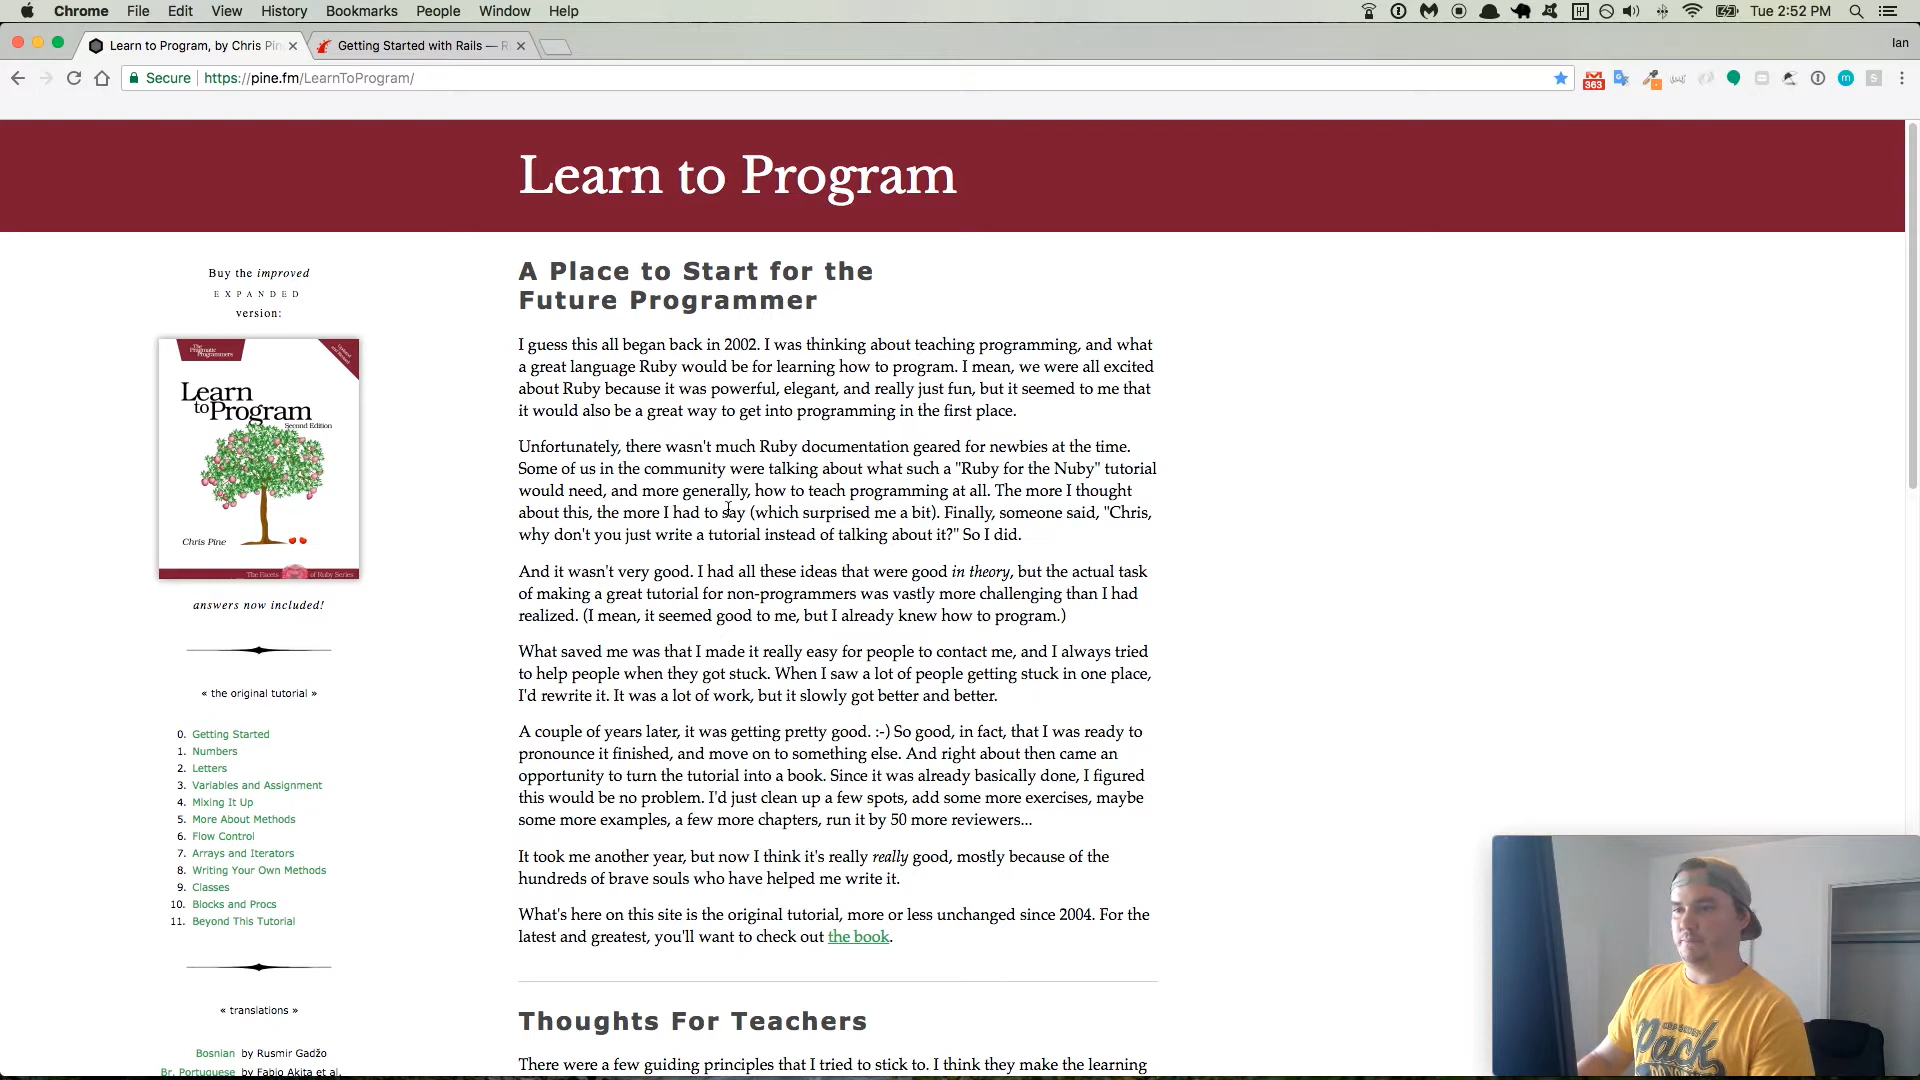 Chrome File Edit View History Bookmarks People Window Help
Tue 2:52 PM
Learn to Program, by Chris Pin
Getting Started with Rails — R
Ian
Secure https://pine.fm/LearnToProgram/
363
Learn to Program
Buy the improved
EXPANDED
version:
The Pragmatic Programmers
Learn
to Program
Second Edition
Chris Pine
The Facets of Ruby Series
answers now included!
« the original tutorial »
0. Getting Started
1. Numbers
2. Letters
3. Variables and Assignment
4. Mixing It Up
5. More About Methods
6. Flow Control
7. Arrays and Iterators
8. Writing Your Own Methods
9. Classes
10. Blocks and Procs
11. Beyond This Tutorial
« translations »
Bosnian by Rusmir Gadžo
Br. Portuguese by Fabio Akita et al.
A Place to Start for the
Future Programmer
I guess this all began back in 2002. I was thinking about teaching programming, and what
a great language Ruby would be for learning how to program. I mean, we were all excited
about Ruby because it was powerful, elegant, and really just fun, but it seemed to me that
it would also be a great way to get into programming in the first place.
Unfortunately, there wasn't much Ruby documentation geared for newbies at the time.
Some of us in the community were talking about what such a "Ruby for the Nuby" tutorial
would need, and more generally, how to teach programming at all. The more I thought
about this, the more I had to say (which surprised me a bit). Finally, someone said, "Chris,
why don't you just write a tutorial instead of talking about it?" So I did.
And it wasn't very good. I had all these ideas that were good in theory, but the actual task
of making a great tutorial for non-programmers was vastly more challenging than I had
realized. (I mean, it seemed good to me, but I already knew how to program.)
What saved me was that I made it really easy for people to contact me, and I always tried
to help people when they got stuck. When I saw a lot of people getting stuck in one place,
I'd rewrite it. It was a lot of work, but it slowly got better and better.
A couple of years later, it was getting pretty good. :-) So good, in fact, that I was ready to
pronounce it finished, and move on to something else. And right about then came an
opportunity to turn the tutorial into a book. Since it was already basically done, I figured
this would be no problem. I'd just clean up a few spots, add some more exercises, maybe
some more examples, a few more chapters, run it by 50 more reviewers...
It took me another year, but now I think it's really really good, mostly because of the
hundreds of brave souls who have helped me write it.
What's here on this site is the original tutorial, more or less unchanged since 2004. For the
latest and greatest, you'll want to check out the book.
Thoughts For Teachers
There were a few guiding principles that I tried to stick to. I think they make the learning
Pack